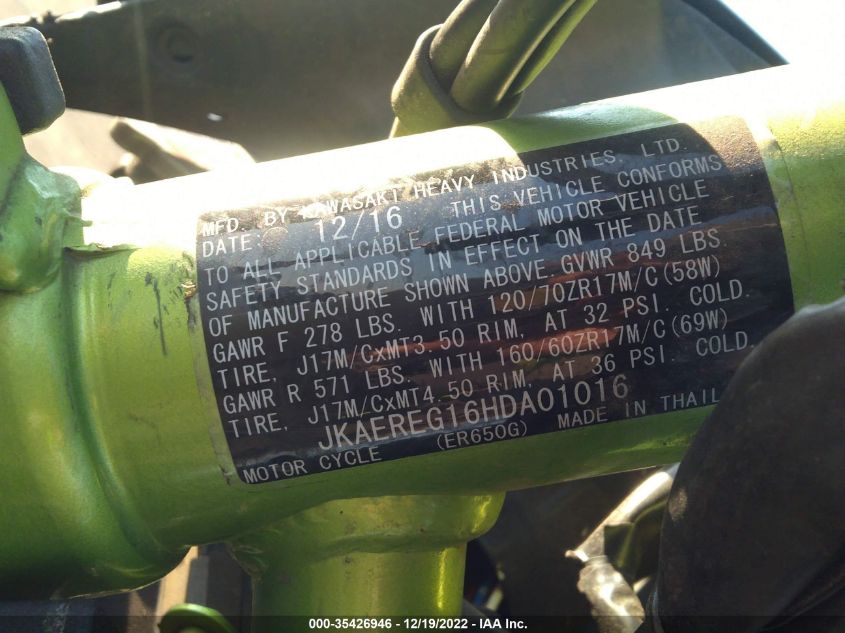 MFD. BY KAWASAKI HEAVY INDUSTRIES, LTD.
DATE: 12/16 THIS VEHICLE CONFORMS
TO ALL APPLICABLE FEDERAL MOTOR VEHICLE
SAFETY STANDARDS IN EFFECT ON THE DATE
OF MANUFACTURE SHOWN ABOVE. GVWR 849 LBS.
GAWR F 278 LBS. WITH 120/70ZR17M/C(58W)
TIRE, J17M/CxMT3.50 RIM, AT 32 PSI. COLD.
GAWR R 571 LBS. WITH 160/60ZR17M/C(69W)
TIRE, J17M/CxMT4.50 RIM, AT 36 PSI. COLD.
JKAEREG16HDA01016
MOTOR CYCLE (ER650G) MADE IN THAIL
000-35426946 - 12/19/2022 - IAA Inc.